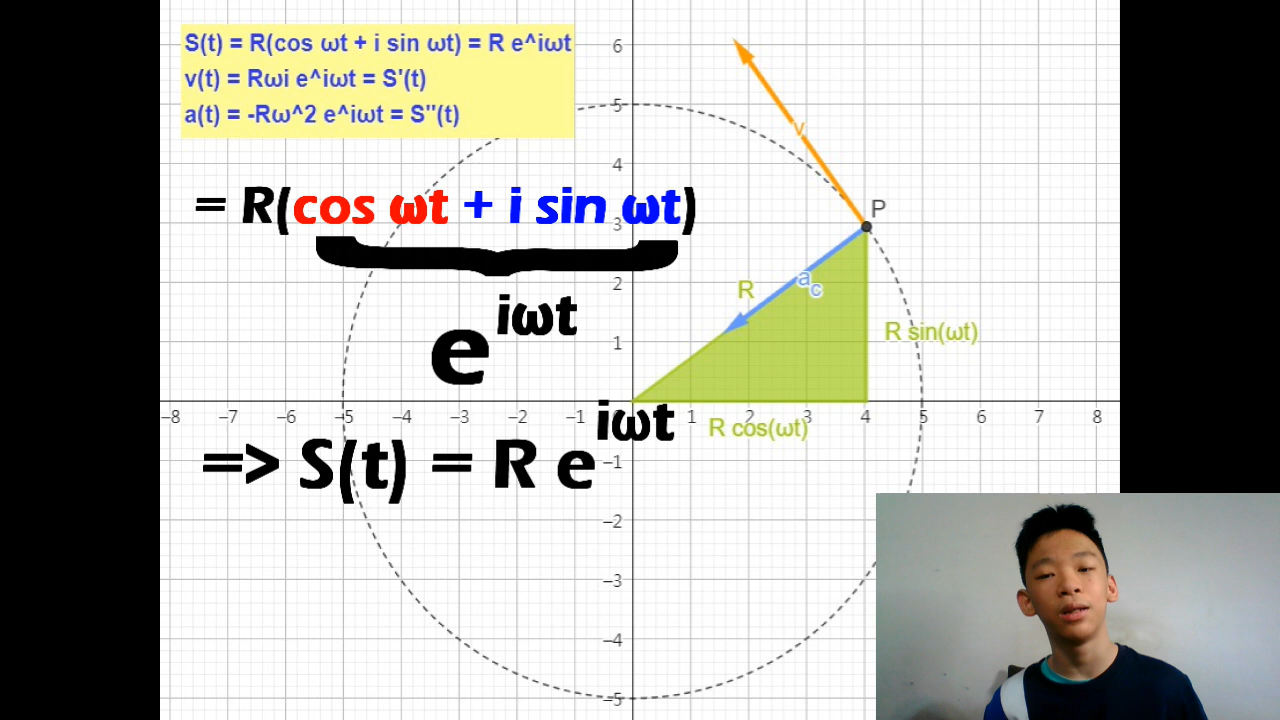 S(t) = R(cos ωt + i sin ωt) = R e^iωt
v(t) = Rωi e^iωt = S'(t)
a(t) = -Rω^2 e^iωt = S''(t)
= R(cos ωt + i sin ωt)
e^iωt
=> S(t) = R e^iωt
v
P
a_c
R
R sin(ωt)
R cos(ωt)
6
5
4
3
2
1
–8 –7 –6 –5 –4 –3 –2 –1 1 2 3 4 5 6 7 8
–1
–2
–3
–4
–5